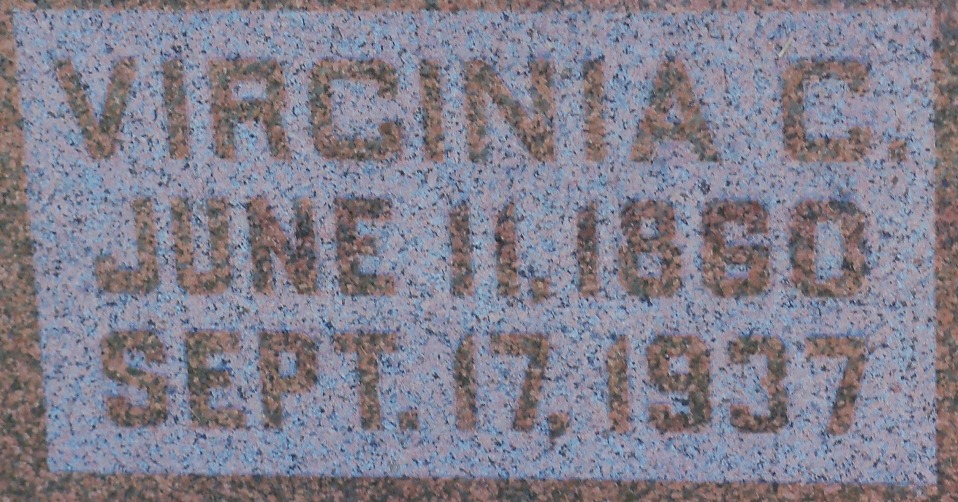 VIRGINIA C.
JUNE 11, 1860
SEPT. 17, 1937